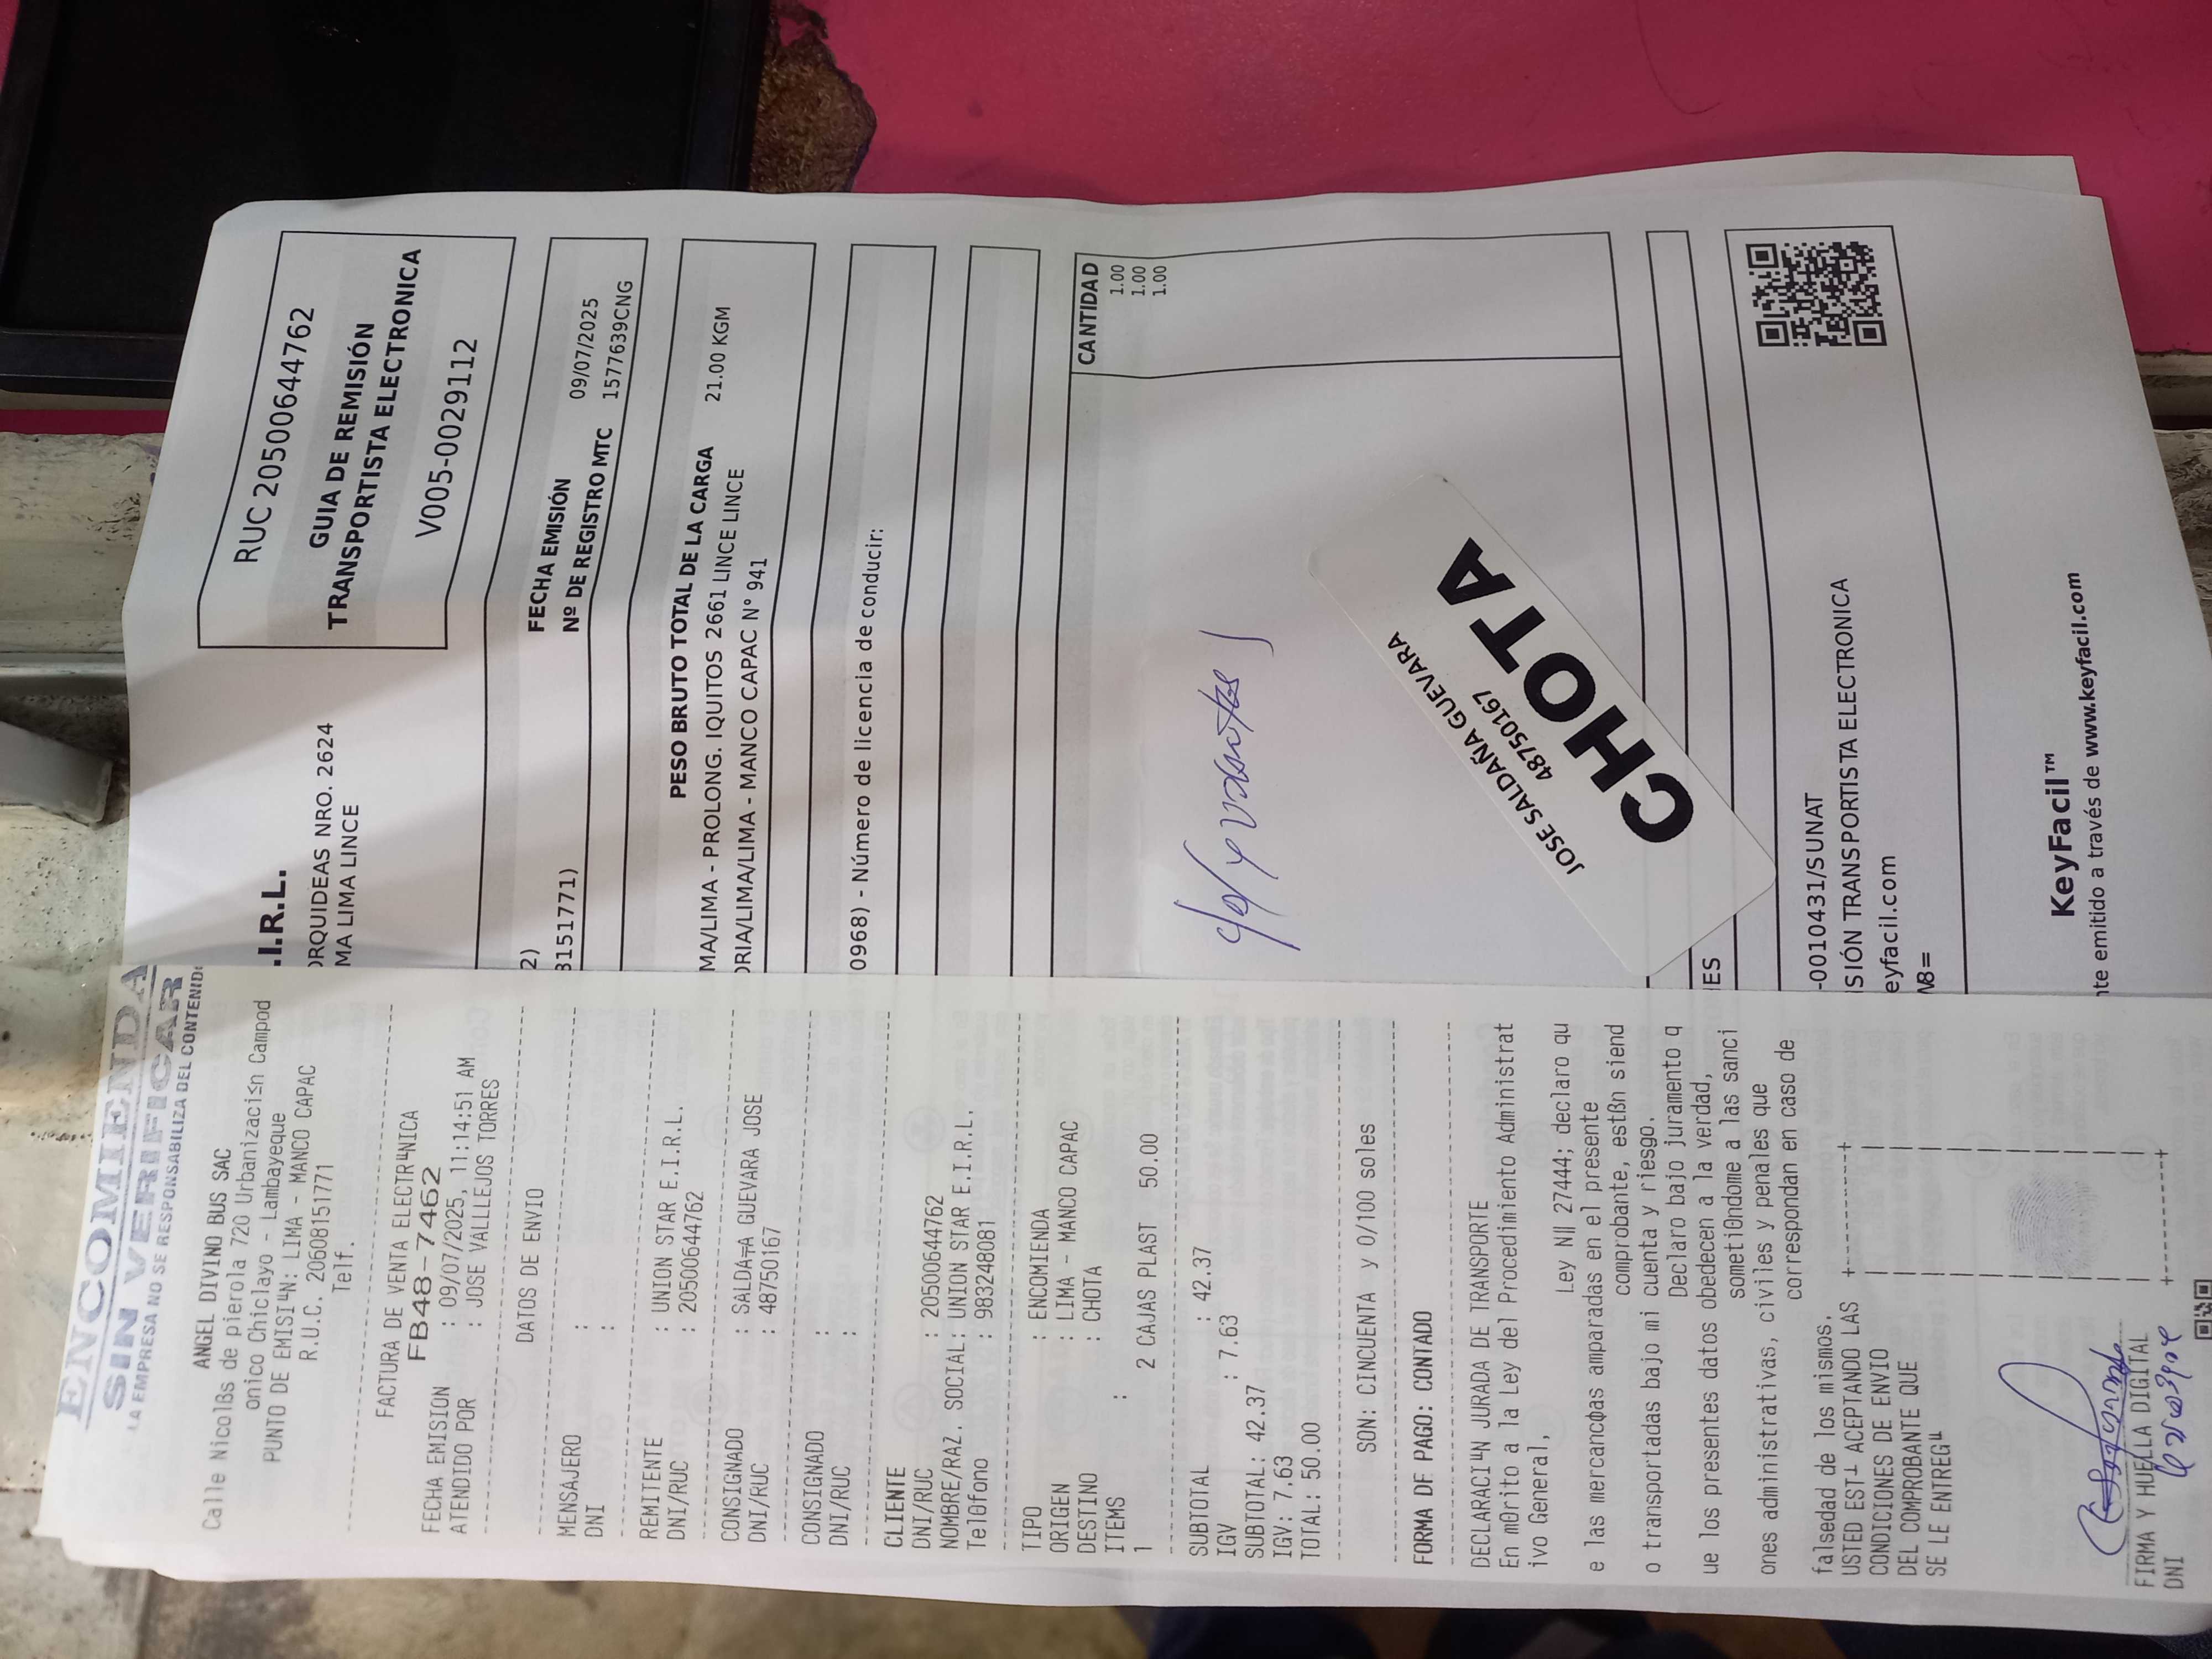 ENCOMIENDA
SIN VERIFICAR
LA EMPRESA NO SE RESPONSABILIZA DEL CONTENID
ANGEL DIVINO BUS SAC
Calle Nicolßs de pierola 720 Urbanizaci≤n Campod
onico Chiclayo - Lambayeque
PUNTO DE EMISI╙N: LIMA - MANCO CAPAC
R.U.C. 20608151771
Telf.
FACTURA DE VENTA ELECTR╙NICA
FB48-7462
FECHA EMISION : 09/07/2025, 11:14:51 AM
ATENDIDO POR : JOSE VALLLEJOS TORRES
DATOS DE ENVIO
MENSAJERO :
DNI :
REMITENTE : UNION STAR E.I.R.L.
DNI/RUC : 20500644762
CONSIGNADO : SALDA╤A GUEVARA JOSE
DNI/RUC : 48750167
CONSIGNADO :
DNI/RUC :
CLIENTE
DNI/RUC : 20500644762
NOMBRE/RAZ. SOCIAL: UNION STAR E.I.R.L.
TelΘfono : 983248081
TIPO : ENCOMIENDA
ORIGEN : LIMA - MANCO CAPAC
DESTINO : CHOTA
ITEMS :
1 2 CAJAS PLAST 50.00
SUBTOTAL : 42.37
IGV : 7.63
SUBTOTAL: 42.37
IGV: 7.63
TOTAL: 50.00
SON: CINCUENTA y 0/100 soles
FORMA DE PAGO: CONTADO
DECLARACI╙N JURADA DE TRANSPORTE
En mΘrito a la Ley del Procedimiento Administrat
ivo General,
Ley N║ 27444; declaro qu
e las mercancφas amparadas en el presente
comprobante, estßn siend
o transportadas bajo mi cuenta y riesgo.
Declaro bajo juramento q
ue los presentes datos obedecen a la verdad,
sometiΘndome a las sanci
ones administrativas, civiles y penales que
correspondan en caso de
falsedad de los mismos.
USTED EST┴ ACEPTANDO LAS
CONDICIONES DE ENVIO
DEL COMPROBANTE QUE
SE LE ENTREG╙
FIRMA Y HUELLA DIGITAL
DNI
.I.R.L.
ORQUIDEAS NRO. 2624
MA LIMA LINCE
RUC 20500644762
GUIA DE REMISIÓN
TRANSPORTISTA ELECTRONICA
V005-0029112
2)
FECHA EMISIÓN 09/07/2025
8151771)
Nº DE REGISTRO MTC 1577639CNG
PESO BRUTO TOTAL DE LA CARGA 21.00 KGM
MA/LIMA - PROLONG. IQUITOS 2661 LINCE LINCE
ORIA/LIMA/LIMA - MANCO CAPAC N° 941
0968) - Número de licencia de conducir:
CANTIDAD
1.00
1.00
1.00
JOSE SALDAÑA GUEVARA
48750167
CHOTA
ES
-0010431/SUNAT
SIÓN TRANSPORTISTA ELECTRONICA
eyfacil.com
W8=
KeyFacil™
nte emitido a través de www.keyfacil.com